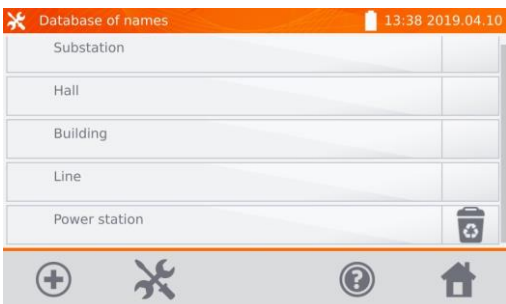 Database of names
13:38 2019.04.10
Substation
Hall
Building
Line
Power station